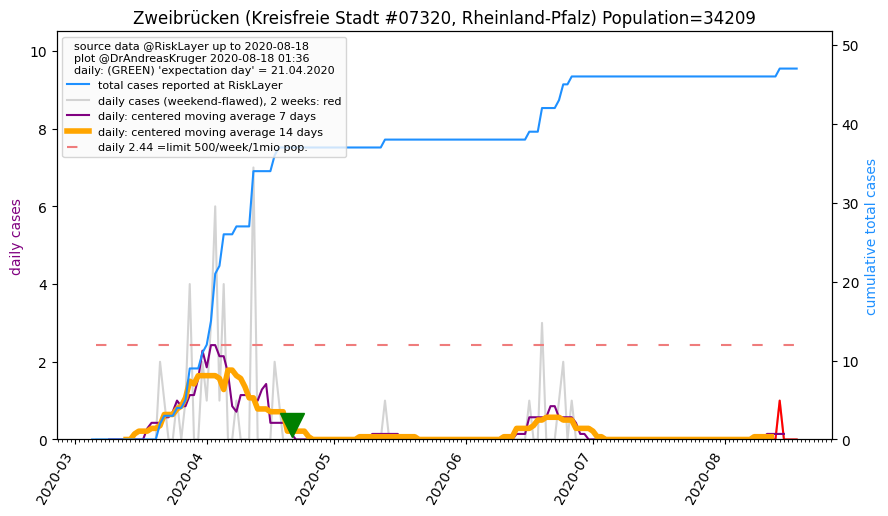 Zweibrücken (Kreisfreie Stadt #07320, Rheinland-Pfalz) Population=34209
source data @RiskLayer up to 2020-08-18
plot @DrAndreasKruger 2020-08-18 01:36
daily: (GREEN) 'expectation day' = 21.04.2020
total cases reported at RiskLayer
daily cases (weekend-flawed), 2 weeks: red
daily: centered moving average 7 days
daily: centered moving average 14 days
daily 2.44 =limit 500/week/1mio pop.
daily cases
10
8
6
4
2
0
cumulative total cases
50
40
30
20
10
0
2020-03
2020-04
2020-05
2020-06
2020-07
2020-08